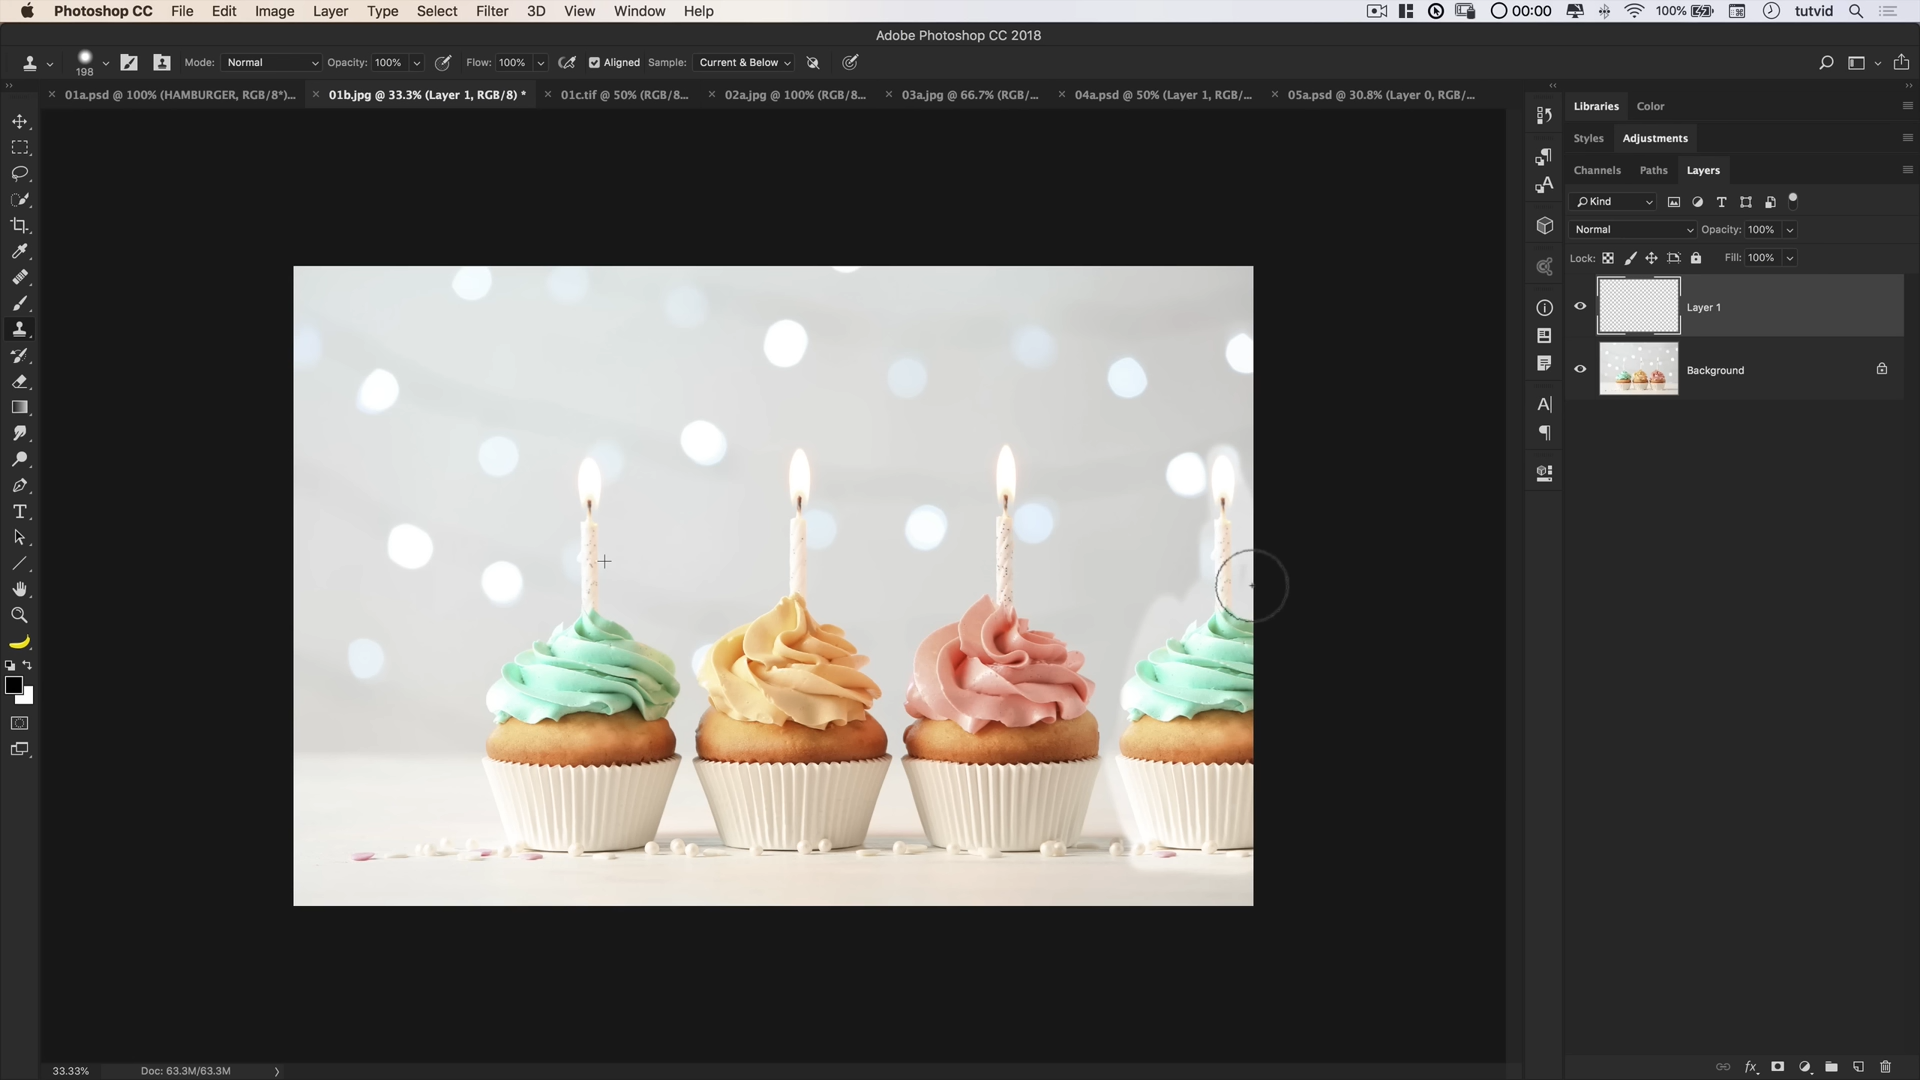 Photoshop CC File Edit Image Layer Type Select Filter 3D View Window Help 00:00 100% tutvid
Adobe Photoshop CC 2018
198 Mode: Normal Opacity: 100% Flow: 100% Aligned Sample: Current & Below
01a.psd @ 100% (HAMBURGER, RGB/8*)... 01b.jpg @ 33.3% (Layer 1, RGB/8) * 01c.tif @ 50% (RGB/8... 02a.jpg @ 100% (RGB/8... 03a.jpg @ 66.7% (RGB/... 04a.psd @ 50% (Layer 1, RGB/... 05a.psd @ 30.8% (Layer 0, RGB/...
Libraries Color
Styles Adjustments
Channels Paths Layers
Kind
Normal Opacity: 100%
Lock: Fill: 100%
Layer 1
Background
33.33% Doc: 63.3M/63.3M